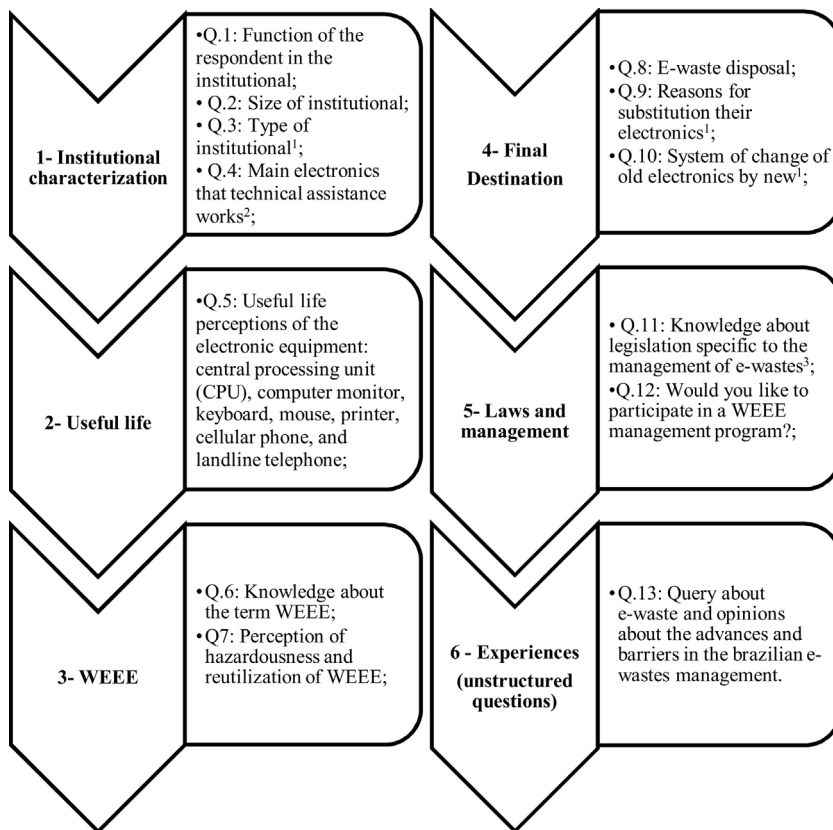 1- Institutional
characterization
•Q.1: Function of the
respondent in the
institutional;
• Q.2: Size of institutional;
• Q.3: Type of
institutional¹;
• Q.4: Main electronics
that technical assistance
works²;
2- Useful life
•Q.5: Useful life
perceptions of the
electronic equipment:
central processing unit
(CPU), computer monitor,
keyboard, mouse, printer,
cellular phone, and
landline telephone;
3- WEEE
•Q.6: Knowledge about
the term WEEE;
•Q7: Perception of
hazardousness and
reutilization of WEEE;
4- Final
Destination
•Q.8: E-waste disposal;
•Q.9: Reasons for
substitution their
electronics¹;
•Q.10: System of change of
old electronics by new¹;
5- Laws and
management
• Q.11: Knowledge about
legislation specific to the
management of e-wastes³;
•Q.12: Would you like to
participate in a WEEE
management program?;
6 - Experiences
(unstructured
questions)
•Q.13: Query about
e-waste and opinions
about the advances and
barriers in the brazilian e-
wastes management.